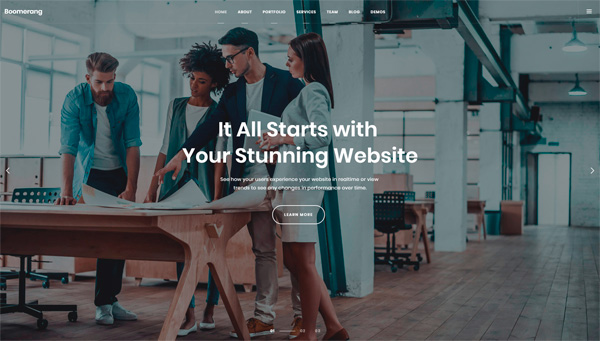 Boomerang
HOME ABOUT PORTFOLIO SERVICES TEAM BLOG DEMOS
It All Starts with
Your Stunning Website
See how your users experience your website in realtime or view
trends to see any changes in performance over time.
LEARN MORE
01 02 03